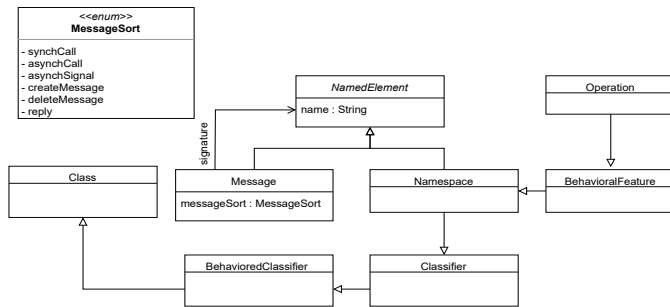 <<enum>>
MessageSort
- synchCall
- asynchCall
- asynchSignal
- createMessage
- deleteMessage
- reply
NamedElement
name : String
Operation
signature
Class
Message
messageSort : MessageSort
Namespace
BehavioralFeature
BehavioredClassifier
Classifier